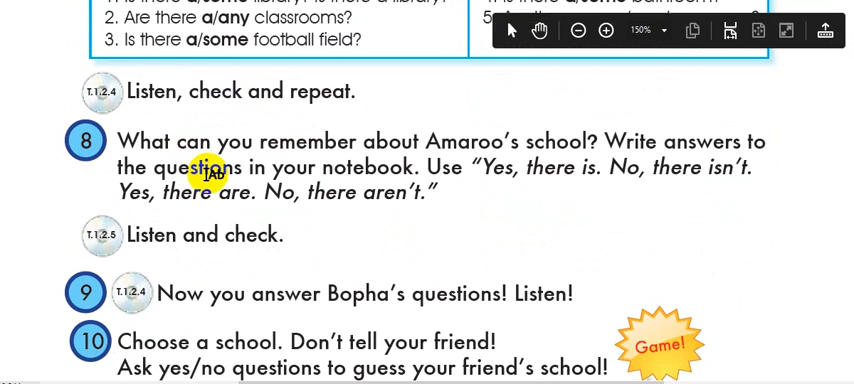 2. Are there a/any classrooms?
3. Is there a/some football field?
5.
150%
T.1.2.4 Listen, check and repeat.
8 What can you remember about Amaroo's school? Write answers to
the questions in your notebook. Use "Yes, there is. No, there isn't.
Yes, there are. No, there aren't."
T.1.2.5 Listen and check.
9 T.1.2.4 Now you answer Bopha's questions! Listen!
10 Choose a school. Don't tell your friend!
Ask yes/no questions to guess your friend's school!
Game!